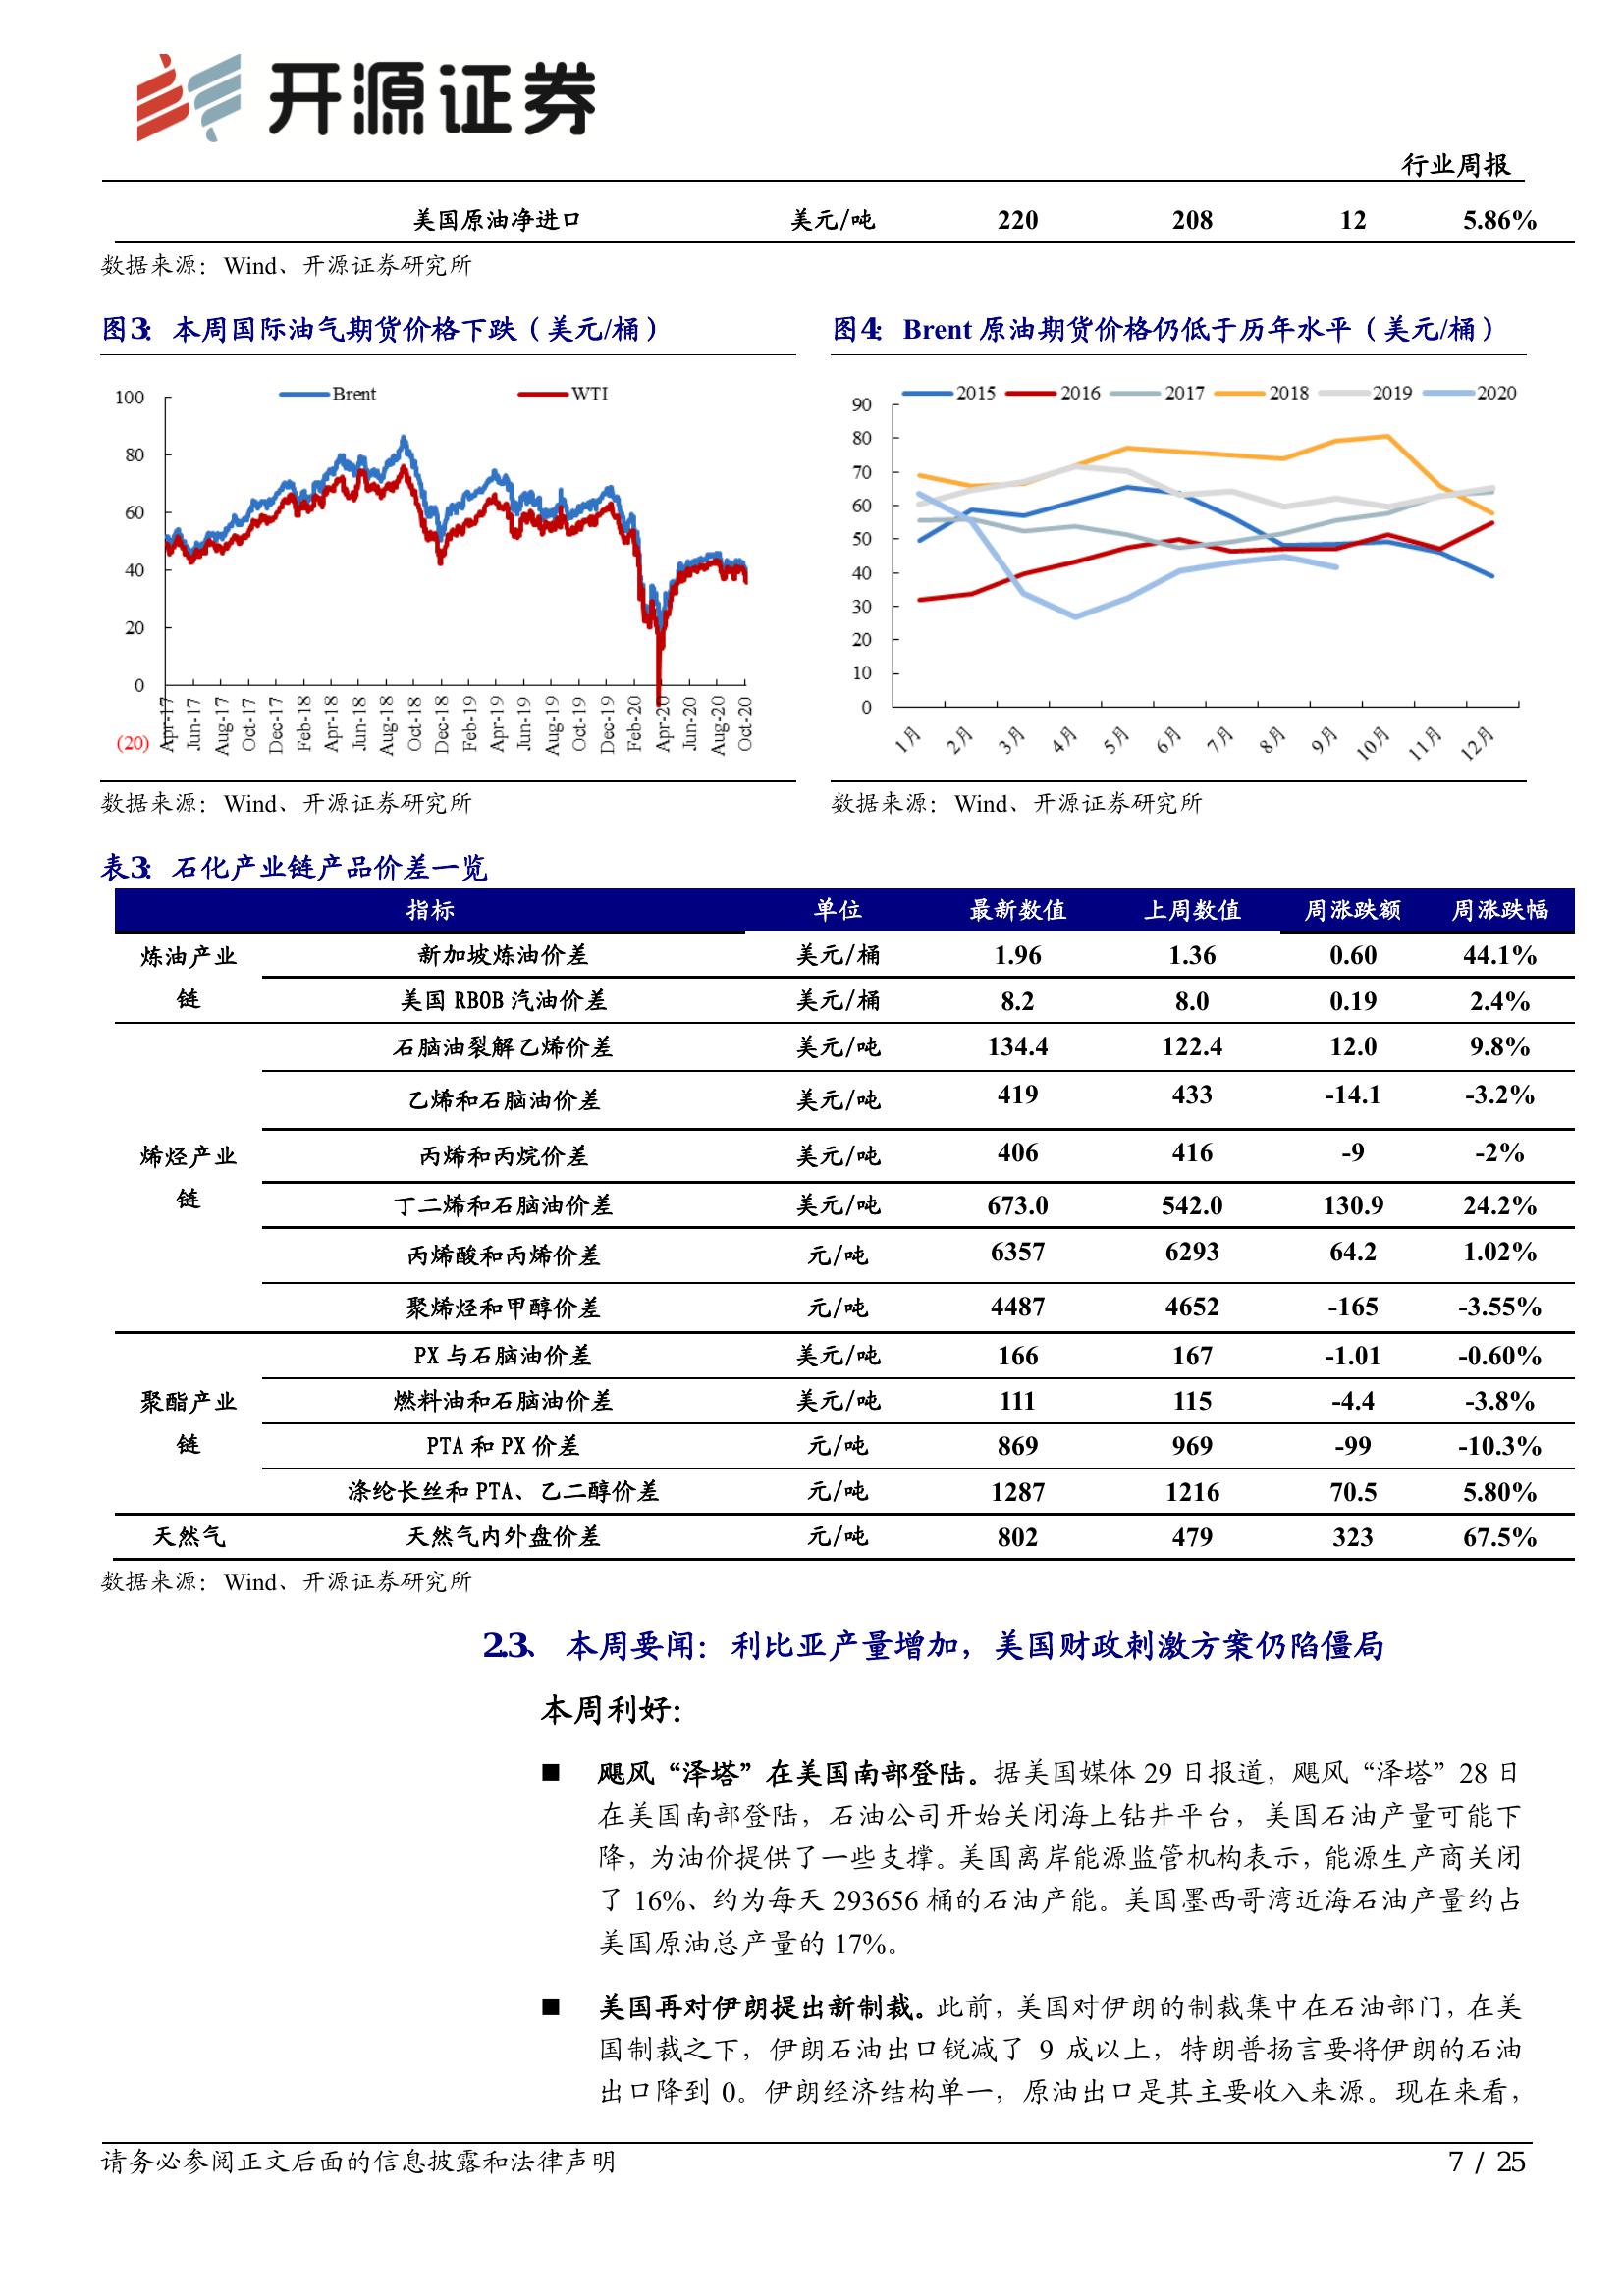 开源证券
行业周报
美国原油净进口 美元/吨 220 208 12 5.86%
数据来源：Wind、开源证券研究所
图3：本周国际油气期货价格下跌（美元/桶）
Brent WTI
100
80
60
40
20
0
(20)
Apr-17 Jun-17 Aug-17 Oct-17 Dec-17 Feb-18 Apr-18 Jun-18 Aug-18 Oct-18 Dec-18 Feb-19 Apr-19 Jun-19 Aug-19 Oct-19 Dec-19 Feb-20 Apr-20 Jun-20 Aug-20 Oct-20
数据来源：Wind、开源证券研究所
图4：Brent 原油期货价格仍低于历年水平（美元/桶）
2015 2016 2017 2018 2019 2020
90
80
70
60
50
40
30
20
10
0
1月 2月 3月 4月 5月 6月 7月 8月 9月 10月 11月 12月
数据来源：Wind、开源证券研究所
表3：石化产业链产品价差一览
指标 单位 最新数值 上周数值 周涨跌额 周涨跌幅
炼油产业链
新加坡炼油价差 美元/桶 1.96 1.36 0.60 44.1%
美国 RBOB 汽油价差 美元/桶 8.2 8.0 0.19 2.4%
烯烃产业链
石脑油裂解乙烯价差 美元/吨 134.4 122.4 12.0 9.8%
乙烯和石脑油价差 美元/吨 419 433 -14.1 -3.2%
丙烯和丙烷价差 美元/吨 406 416 -9 -2%
丁二烯和石脑油价差 美元/吨 673.0 542.0 130.9 24.2%
丙烯酸和丙烯价差 元/吨 6357 6293 64.2 1.02%
聚烯烃和甲醇价差 元/吨 4487 4652 -165 -3.55%
聚酯产业链
PX 与石脑油价差 美元/吨 166 167 -1.01 -0.60%
燃料油和石脑油价差 美元/吨 111 115 -4.4 -3.8%
PTA 和 PX 价差 元/吨 869 969 -99 -10.3%
涤纶长丝和 PTA、乙二醇价差 元/吨 1287 1216 70.5 5.80%
天然气 天然气内外盘价差 元/吨 802 479 323 67.5%
数据来源：Wind、开源证券研究所
2.3、 本周要闻：利比亚产量增加，美国财政刺激方案仍陷僵局
本周利好：
■ 飓风“泽塔”在美国南部登陆。据美国媒体 29 日报道，飓风“泽塔”28 日
在美国南部登陆，石油公司开始关闭海上钻井平台，美国石油产量可能下
降，为油价提供了一些支撑。美国离岸能源监管机构表示，能源生产商关闭
了 16%、约为每天 293656 桶的石油产能。美国墨西哥湾近海石油产量约占
美国原油总产量的 17%。
■ 美国再对伊朗提出新制裁。此前，美国对伊朗的制裁集中在石油部门，在美
国制裁之下，伊朗石油出口锐减了 9 成以上，特朗普扬言要将伊朗的石油
出口降到 0。伊朗经济结构单一，原油出口是其主要收入来源。现在来看，
请务必参阅正文后面的信息披露和法律声明
7 / 25